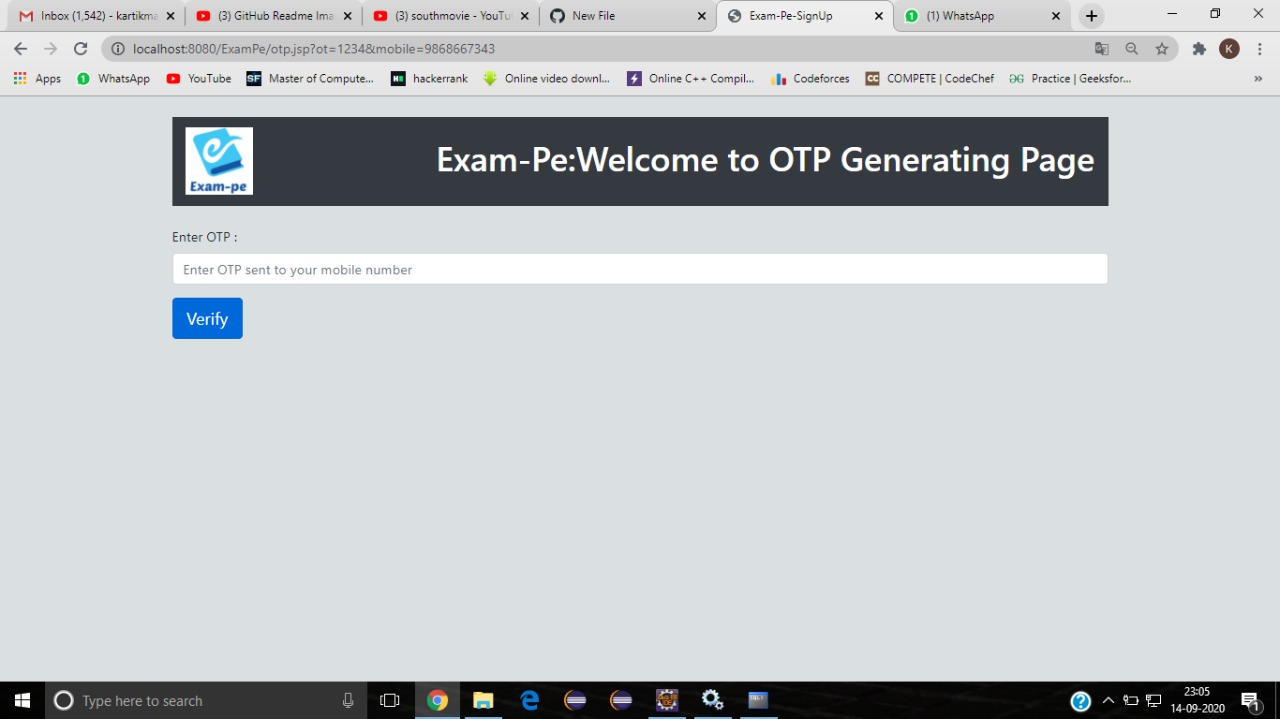 Inbox (1,542) - kartikma
(3) GitHub Readme Ima
(3) southmovie - YouTu
New File
Exam-Pe-SignUp
(1) WhatsApp
localhost:8080/ExamPe/otp.jsp?ot=1234&mobile=9868667343
K
Apps
WhatsApp
YouTube
SF Master of Compute...
hackerrank
Online video downl...
Online C++ Compil...
Codeforces
CC COMPETE | CodeChef
Practice | Geeksfor...
»
Exam-pe
Exam-Pe:Welcome to OTP Generating Page
Enter OTP :
Enter OTP sent to your mobile number
Verify
Type here to search
23:05
14-09-2020
1